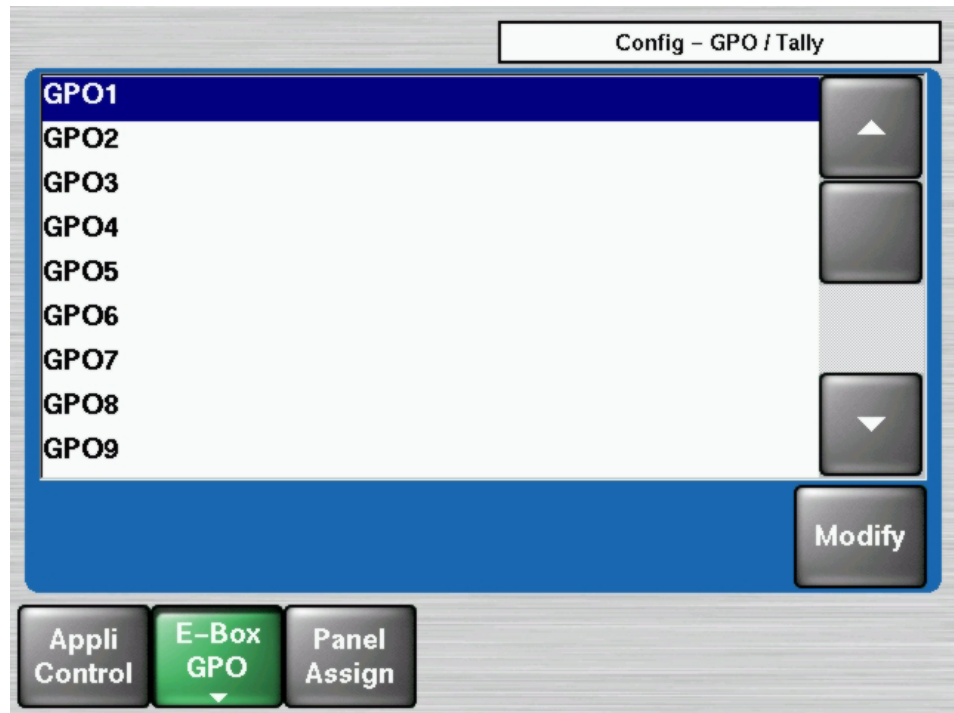 Config – GPO / Tally
GPO1
GPO2
GPO3
GPO4
GPO5
GPO6
GPO7
GPO8
GPO9
Modify
Appli
Control
E–Box
GPO
Panel
Assign